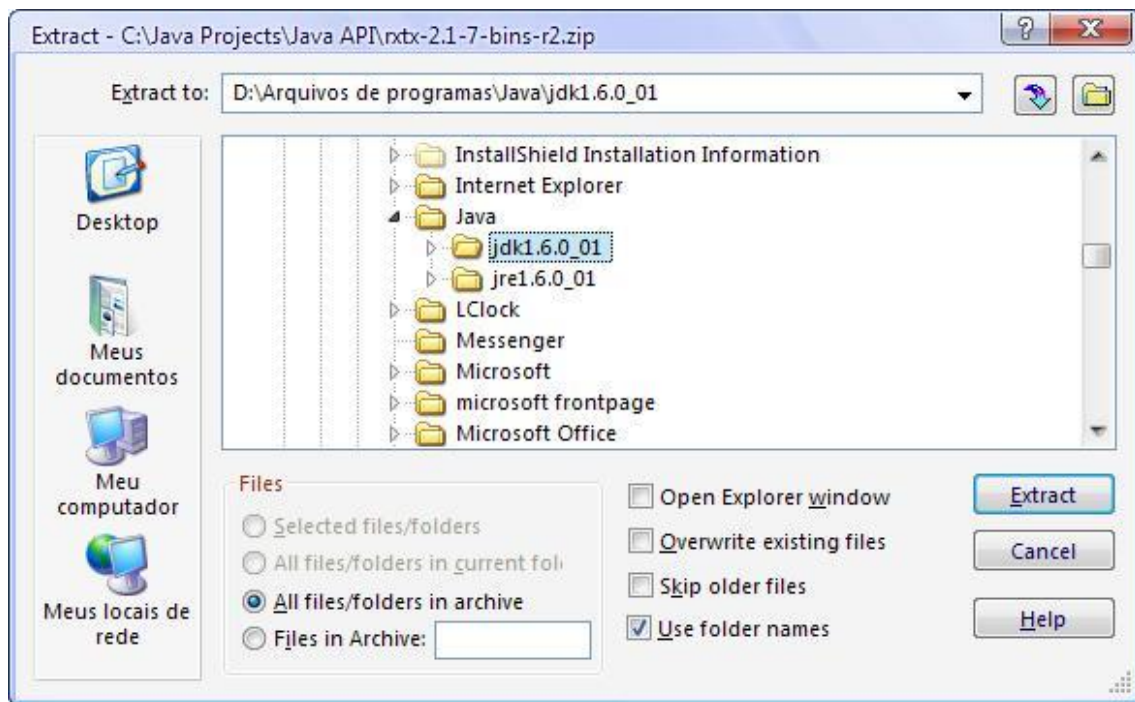 Extract - C:\Java Projects\Java API\rxtx-2.1-7-bins-r2.zip
Extract to:
D:\Arquivos de programas\Java\jdk1.6.0_01
Desktop
Meus
documentos
Meu
computador
Meus locais de
rede
InstallShield Installation Information
Internet Explorer
Java
jdk1.6.0_01
jre1.6.0_01
LClock
Messenger
Microsoft
microsoft frontpage
Microsoft Office
Files
Selected files/folders
All files/folders in current fol
All files/folders in archive
Files in Archive:
Open Explorer window
Overwrite existing files
Skip older files
Use folder names
Extract
Cancel
Help